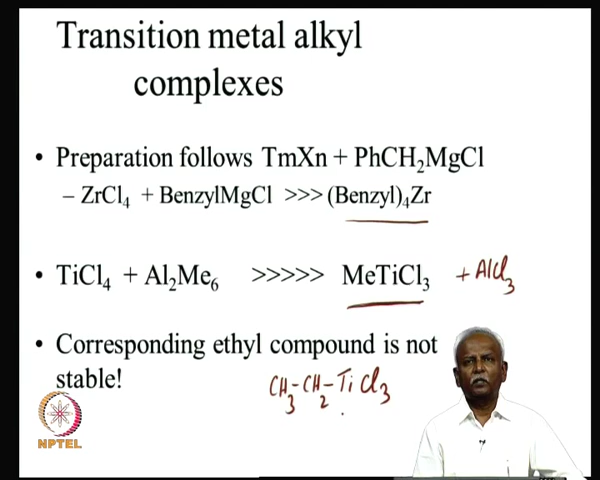 Transition metal alkyl
complexes
• Preparation follows TmXn + PhCH₂MgCl
– ZrCl₄ + BenzylMgCl >>> (Benzyl)₄Zr
• TiCl₄ + Al₂Me₆ >>>>> MeTiCl₃ + AlCl₃
• Corresponding ethyl compound is not
stable!
CH₃-CH₂-TiCl₃
NPTEL